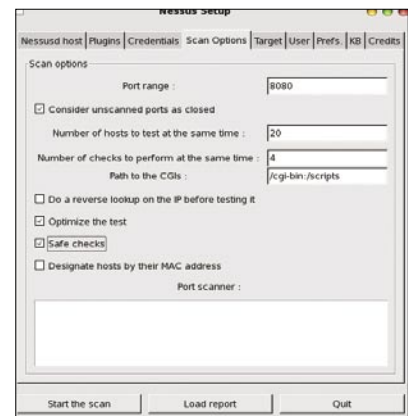 Nessus Setup
Nessusd host Plugins Credentials Scan Options Target User Prefs. KB Credits
Scan options
Port range : 8080
Consider unscanned ports as closed
Number of hosts to test at the same time : 20
Number of checks to perform at the same time : 4
Path to the CGIs : /cgi-bin:/scripts
Do a reverse lookup on the IP before testing it
Optimize the test
Safe checks
Designate hosts by their MAC address
Port scanner :
Start the scan Load report Quit